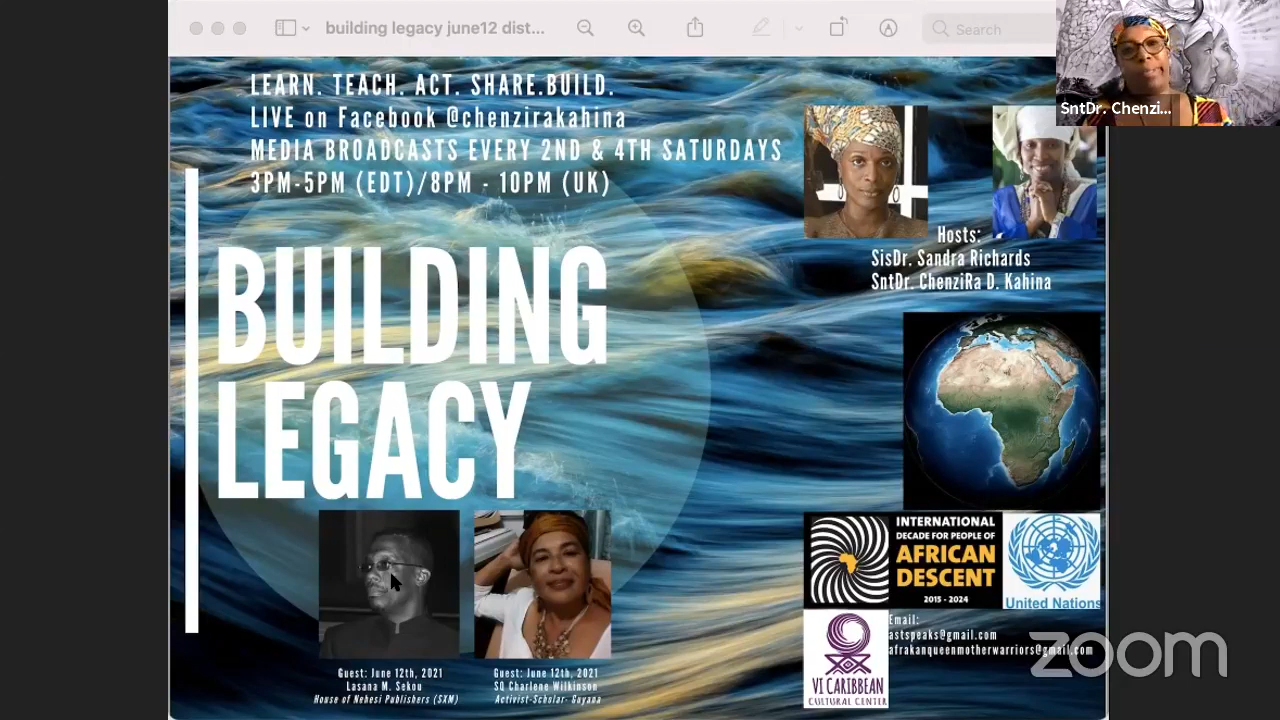 building legacy june12 dist...
Search
SntDr. Chenzi...
LEARN. TEACH. ACT. SHARE.BUILD.
LIVE on Facebook @chenzirakahina
MEDIA BROADCASTS EVERY 2ND & 4TH SATURDAYS
3PM-5PM (EDT)/8PM - 10PM (UK)
Hosts:
SisDr. Sandra Richards
SntDr. ChenziRa D. Kahina
BUILDING
LEGACY
INTERNATIONAL
DECADE FOR PEOPLE OF
AFRICAN
DESCENT
2015 - 2024
United Nations
Email:
astspeaks@gmail.com
afrakanqueenmotherwarriors@gmail.com
VI CARIBBEAN
CULTURAL CENTER
Guest: June 12th, 2021
Lasana M. Sekou
House of Nehesi Publishers (SXM)
Guest: June 12th, 2021
SQ Charlene Wilkinson
Activist-Scholar- Guyana
zoom